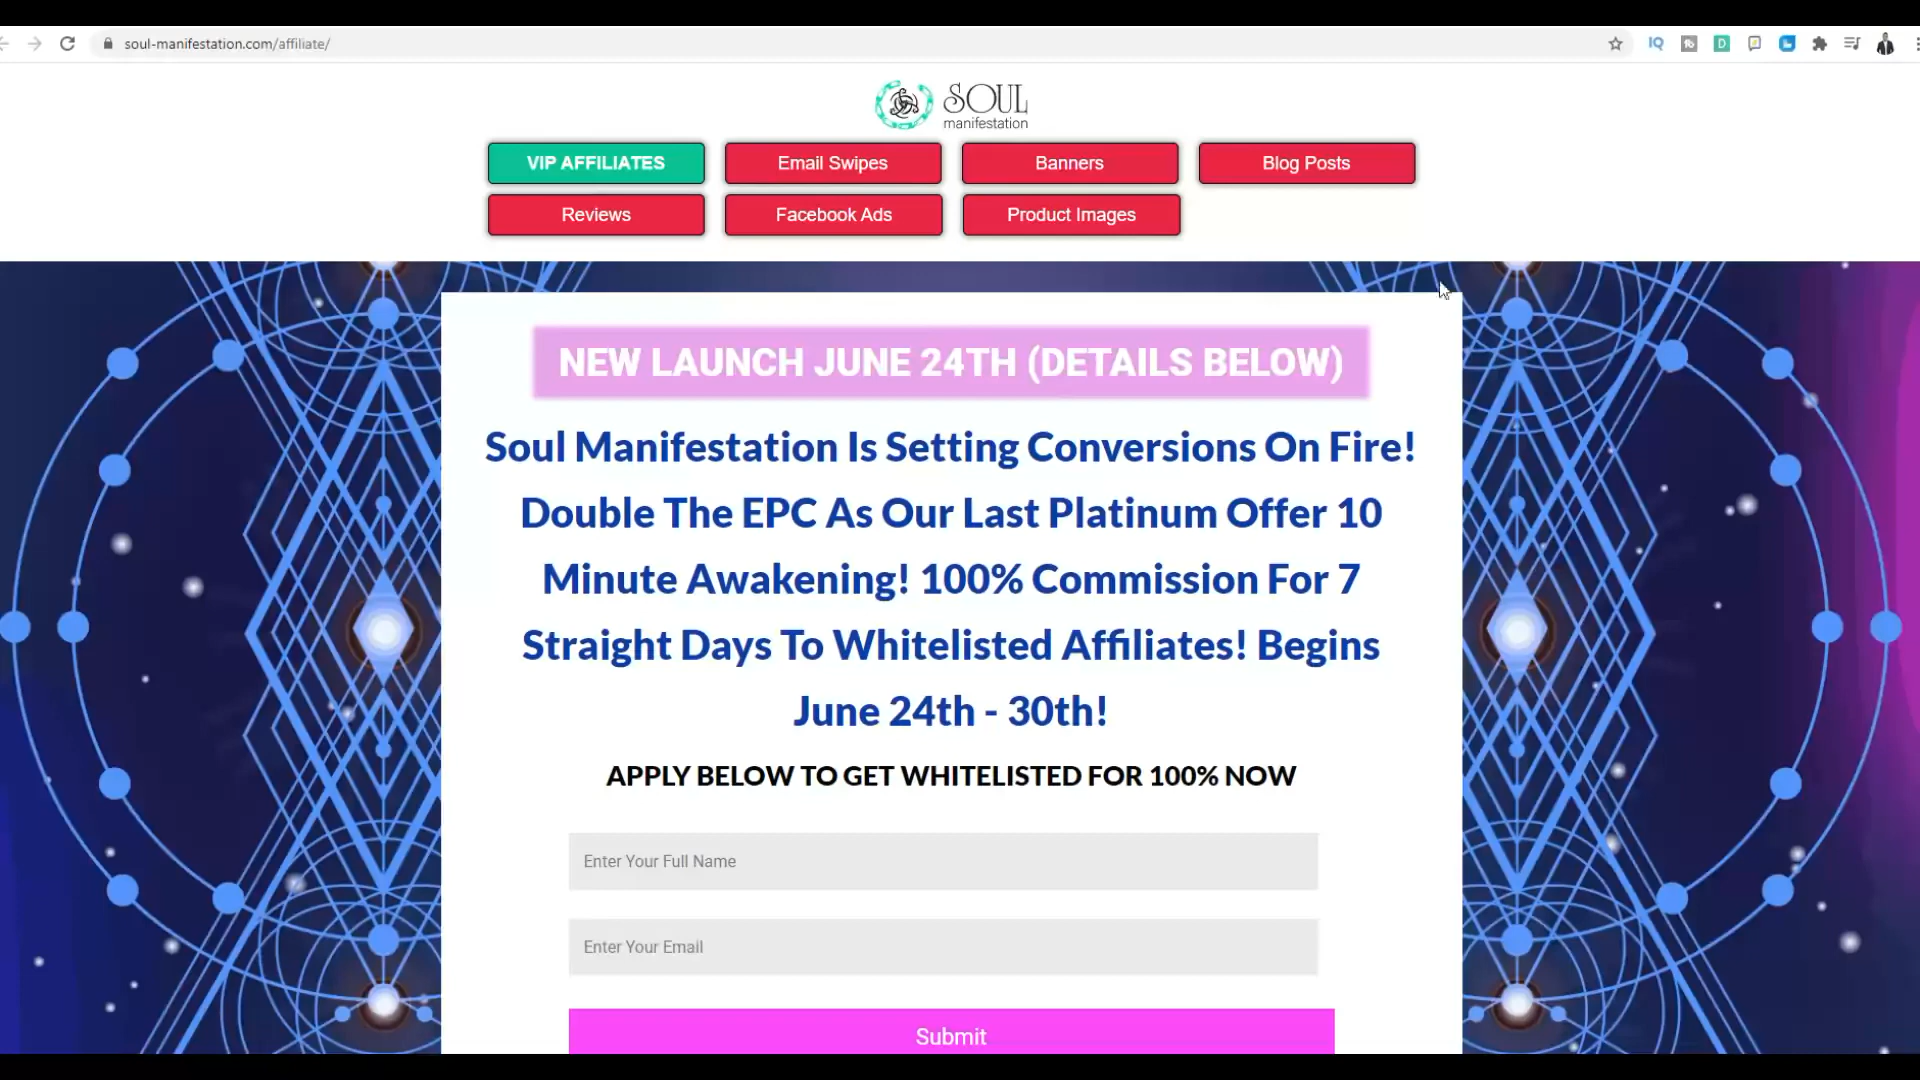 soul-manifestation.com/affiliate/
IQ
D
SOUL
manifestation
VIP AFFILIATES
Email Swipes
Banners
Blog Posts
Reviews
Facebook Ads
Product Images
NEW LAUNCH JUNE 24TH (DETAILS BELOW)
Soul Manifestation Is Setting Conversions On Fire!
Double The EPC As Our Last Platinum Offer 10
Minute Awakening! 100% Commission For 7
Straight Days To Whitelisted Affiliates! Begins
June 24th - 30th!
APPLY BELOW TO GET WHITELISTED FOR 100% NOW
Enter Your Full Name
Enter Your Email
Submit